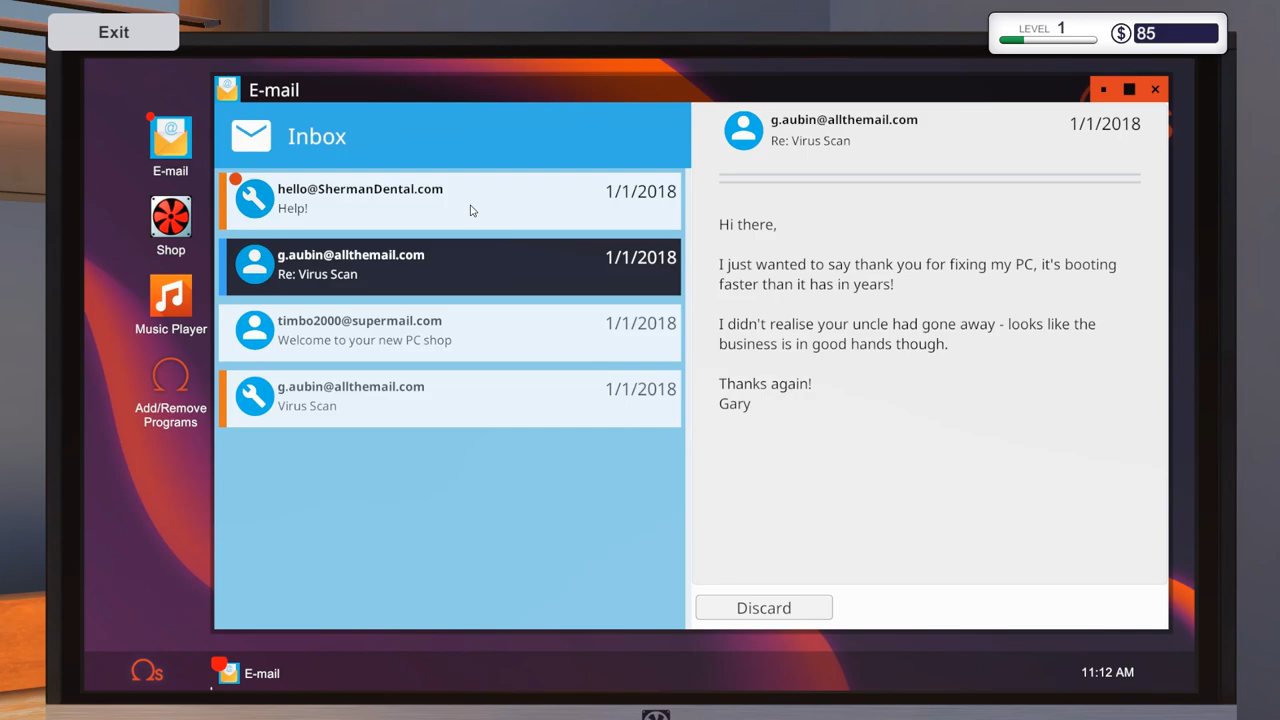 Exit
LEVEL 1
$ 85
E-mail
Inbox
hello@ShermanDental.com
1/1/2018
Help!
g.aubin@allthemail.com
1/1/2018
Re: Virus Scan
timbo2000@supermail.com
1/1/2018
Welcome to your new PC shop
g.aubin@allthemail.com
1/1/2018
Virus Scan
g.aubin@allthemail.com
1/1/2018
Re: Virus Scan
Hi there,
I just wanted to say thank you for fixing my PC, it's booting
faster than it has in years!
I didn't realise your uncle had gone away - looks like the
business is in good hands though.
Thanks again!
Gary
Discard
E-mail
Shop
Music Player
Add/Remove
Programs
Ωs
E-mail
11:12 AM